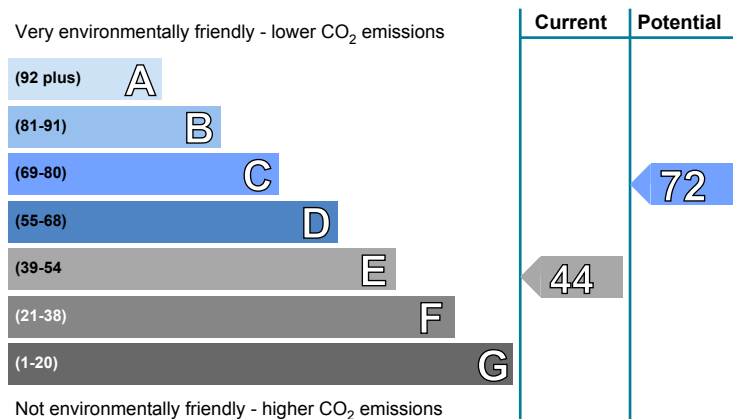 Current Potential
Very environmentally friendly - lower CO2 emissions
(92 plus) A
(81-91) B
(69-80) C
72
(55-68) D
(39-54 E
44
(21-38) F
(1-20) G
Not environmentally friendly - higher CO2 emissions